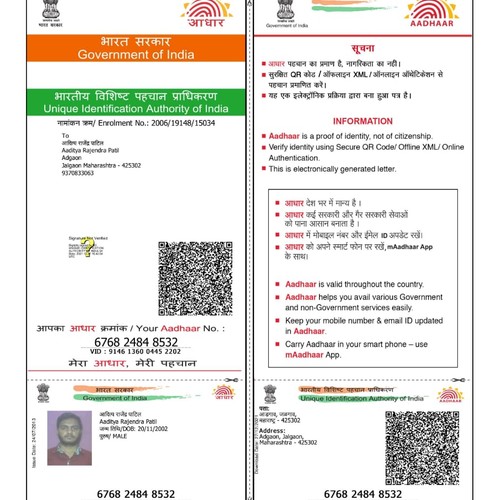 आधार
भारत सरकार
Government of India
भारतीय विशिष्ट पहचान प्राधिकरण
Unique Identification Authority of India
नामांकन क्रम/ Enrolment No.: 2006/19148/15034
To
आदित्य राजेंद्र पाटिल
Aaditya Rajendra Patil
Adgaon
Jalgaon Maharashtra - 425302
9370833063
आपका आधार क्रमांक / Your Aadhaar No. :
6768 2484 8532
VID : 9146 1360 0445 2202
मेरा आधार, मेरी पहचान
भारत सरकार
Government of India
आधार
आदित्य राजेंद्र पाटिल
Aaditya Rajendra Patil
जन्म तिथि/DOB: 20/11/2002
पुरुष/ MALE
6768 2484 8532
AADHAAR
सूचना
आधार पहचान का प्रमाण है, नागरिकता का नहीं।
सुरक्षित QR कोड / ऑफलाइन XML / ऑनलाइन ऑथेंटिकेशन से
पहचान प्रमाणित करें।
यह एक इलेक्ट्रॉनिक प्रक्रिया द्वारा बना हुआ पत्र है।
INFORMATION
Aadhaar is a proof of identity, not of citizenship.
Verify identity using Secure QR Code/ Offline XML/ Online
Authentication.
This is electronically generated letter.
आधार देश भर में मान्य है ।
आधार कई सरकारी और गैर सरकारी सेवाओं
को पाना आसान बनाता है ।
आधार में मोबाइल नंबर और ईमेल ID अपडेट रखें।
आधार को अपने स्मार्ट फोन पर रखें, mAadhaar App
के साथ।
Aadhaar is valid throughout the country.
Aadhaar helps you avail various Government
and non-Government services easily.
Keep your mobile number & email ID updated
in Aadhaar.
Carry Aadhaar in your smart phone – use
mAadhaar App.
भारतीय विशिष्ट पहचान प्राधिकरण
Unique Identification Authority of India
AADHAAR
पता:
महाराष्ट्र - 425302
Address:
Adgaon, Jalgaon,
Maharashtra - 425302
6768 2484 8532